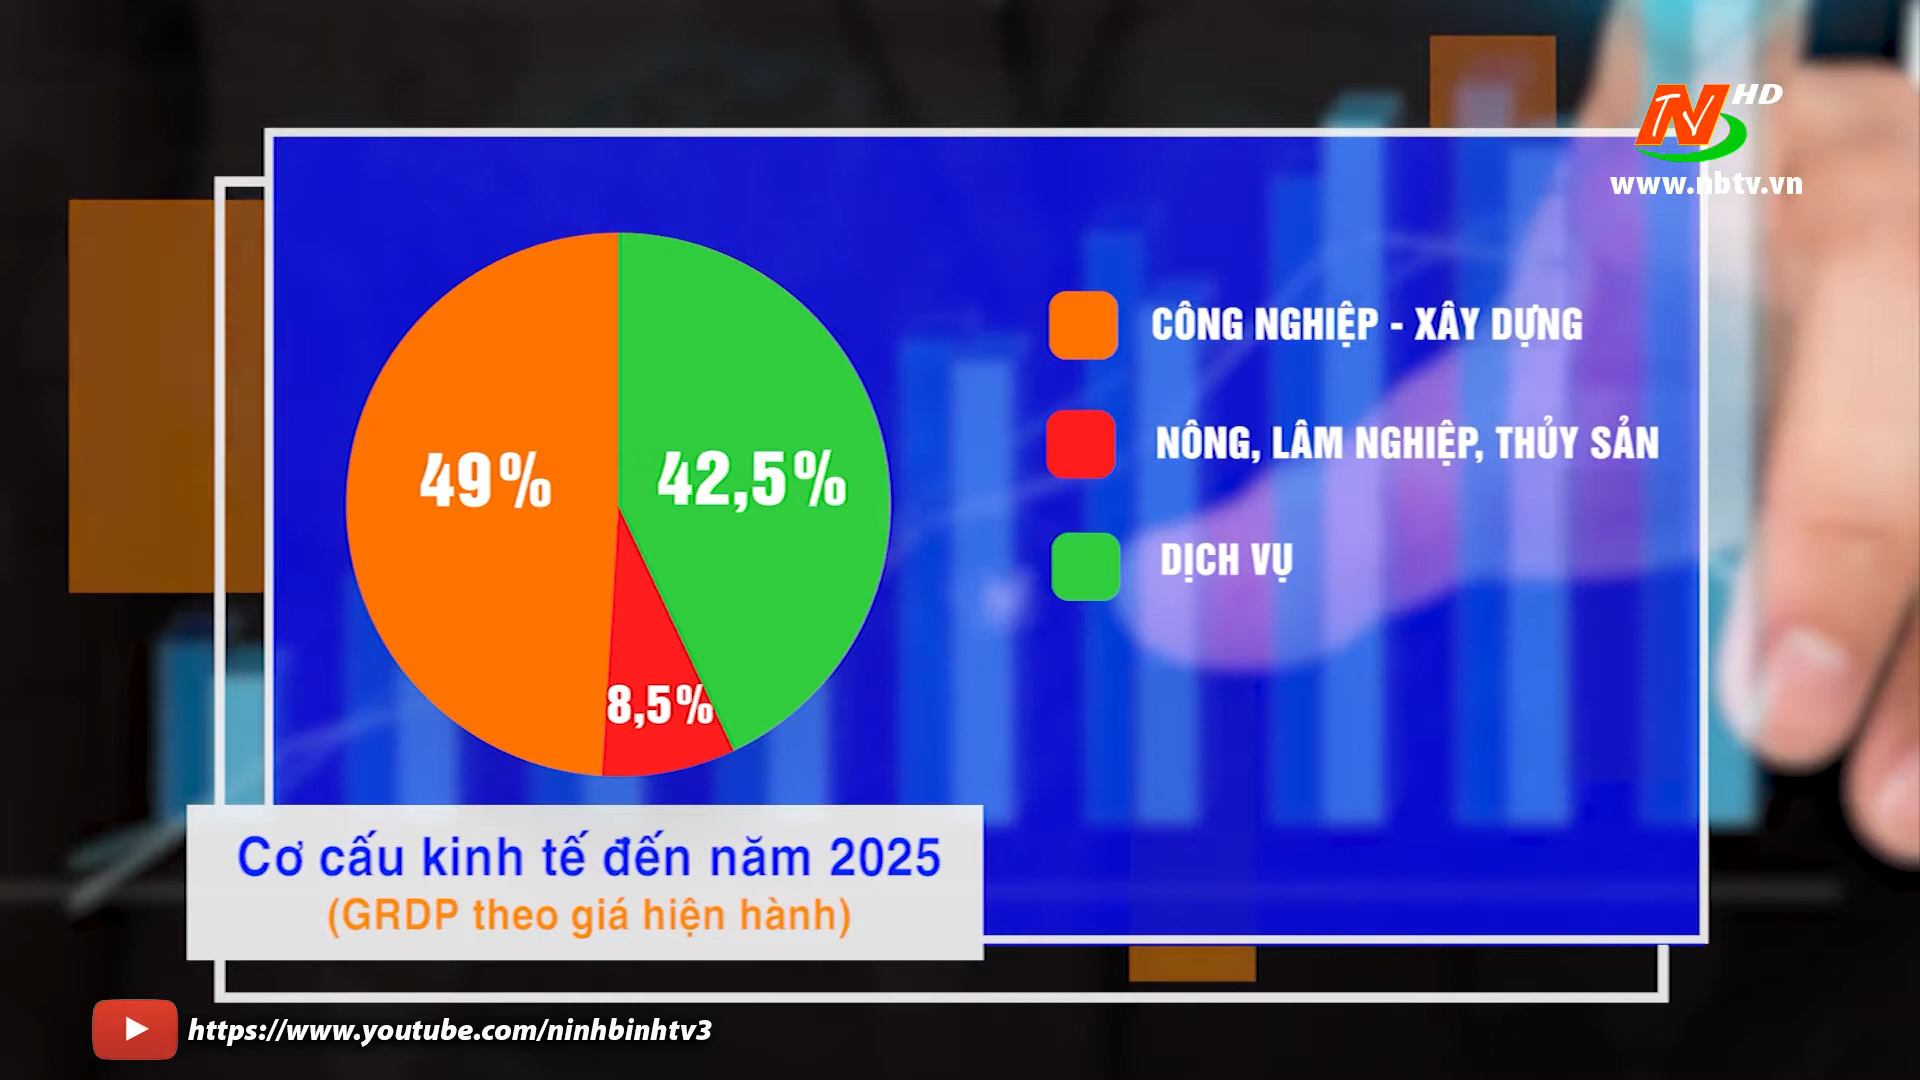 HD
NTV
www.nbtv.vn
49%
42,5%
8,5%
CÔNG NGHIỆP - XÂY DỰNG
NÔNG, LÂM NGHIỆP, THỦY SẢN
DỊCH VỤ
Cơ cấu kinh tế đến năm 2025
(GRDP theo giá hiện hành)
https://www.youtube.com/ninhbinhtv3